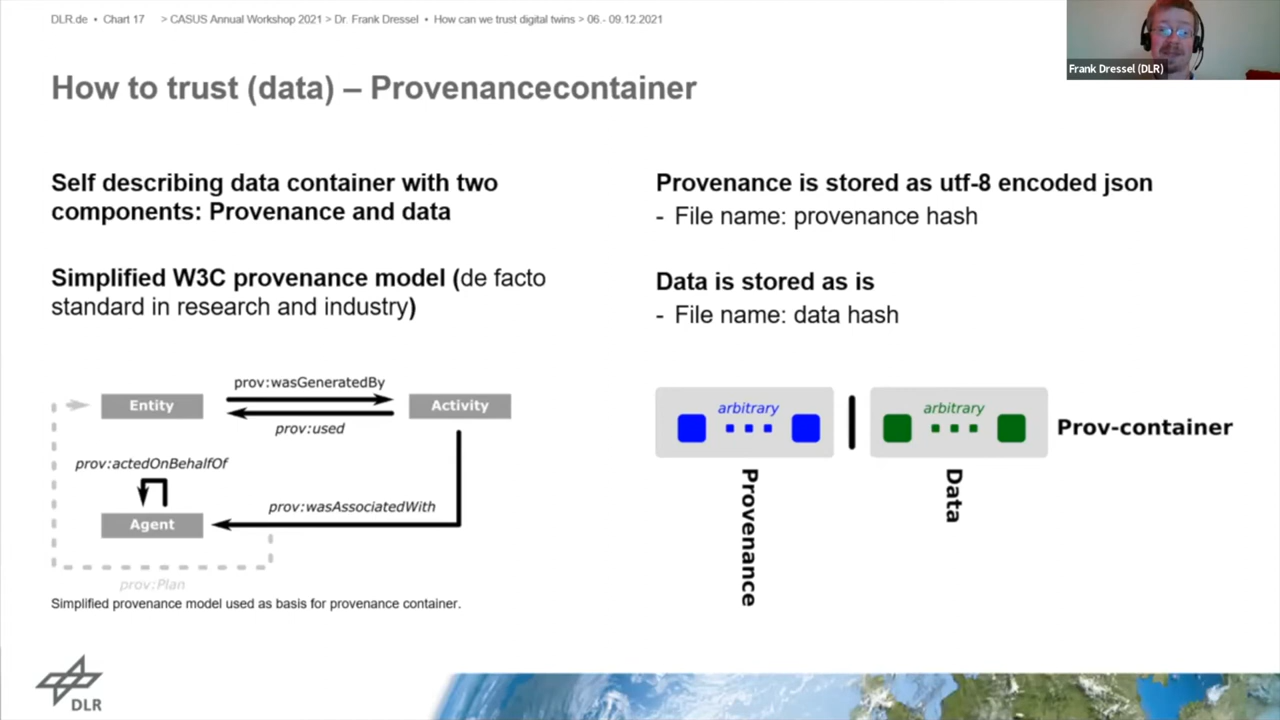 DLR.de • Chart 17 > CASUS Annual Workshop 2021 > Dr. Frank Dressel • How can we trust digital twins > 06.- 09.12.2021
Frank Dressel (DLR)
How to trust (data) – Provenancecontainer
Self describing data container with two
components: Provenance and data
Simplified W3C provenance model (de facto
standard in research and industry)
prov:wasGeneratedBy
Entity
Activity
prov:used
prov:actedOnBehalfOf
prov:wasAssociatedWith
Agent
prov:Plan
Simplified provenance model used as basis for provenance container.
Provenance is stored as utf-8 encoded json
- File name: provenance hash
Data is stored as is
- File name: data hash
arbitrary
arbitrary
Prov-container
Provenance
Data
DLR